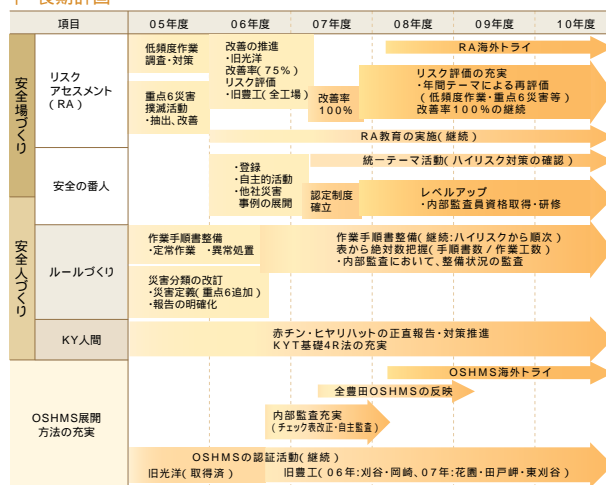 項目
05年度
06年度
07年度
08年度
09年度
10年度
安全場づくり
リスク
アセスメント
(RA)
低頻度作業
調査・対策
重点6災害
撲滅活動
・抽出、改善
改善の推進
・旧光洋
改善率(75%)
リスク評価
・旧豊工(全工場)
改善率
100%
RA海外トライ
リスク評価の充実
・年間テーマによる再評価
(低頻度作業・重点6災害等)
改善率100%の継続
RA教育の実施(継続)
安全の番人
・登録
・自主的活動
・他社災害
事例の展開
認定制度
確立
統一テーマ活動(ハイリスク対策の確認)
レベルアップ
・内部監査員資格取得・研修
安全人づくり
ルールづくり
作業手順書整備
・定常作業 ・異常処置
災害分類の改訂
・災害定義(重点6追加)
・報告の明確化
作業手順書整備(継続:ハイリスクから順次)
表から絶対数把握(手順書数/作業工数)
・内部監査において、整備状況の監査
KY人間
赤チン・ヒヤリハットの正直報告・対策推進
KYT基礎4R法の充実
OSHMS展開
方法の充実
OSHMS海外トライ
全豊田OSHMSの反映
内部監査充実
(チェック表改正・自主監査)
OSHMSの認証活動(継続)
旧光洋(取得済)
旧豊工(06年:刈谷・岡崎、07年:花園・田戸岬・東刈谷)